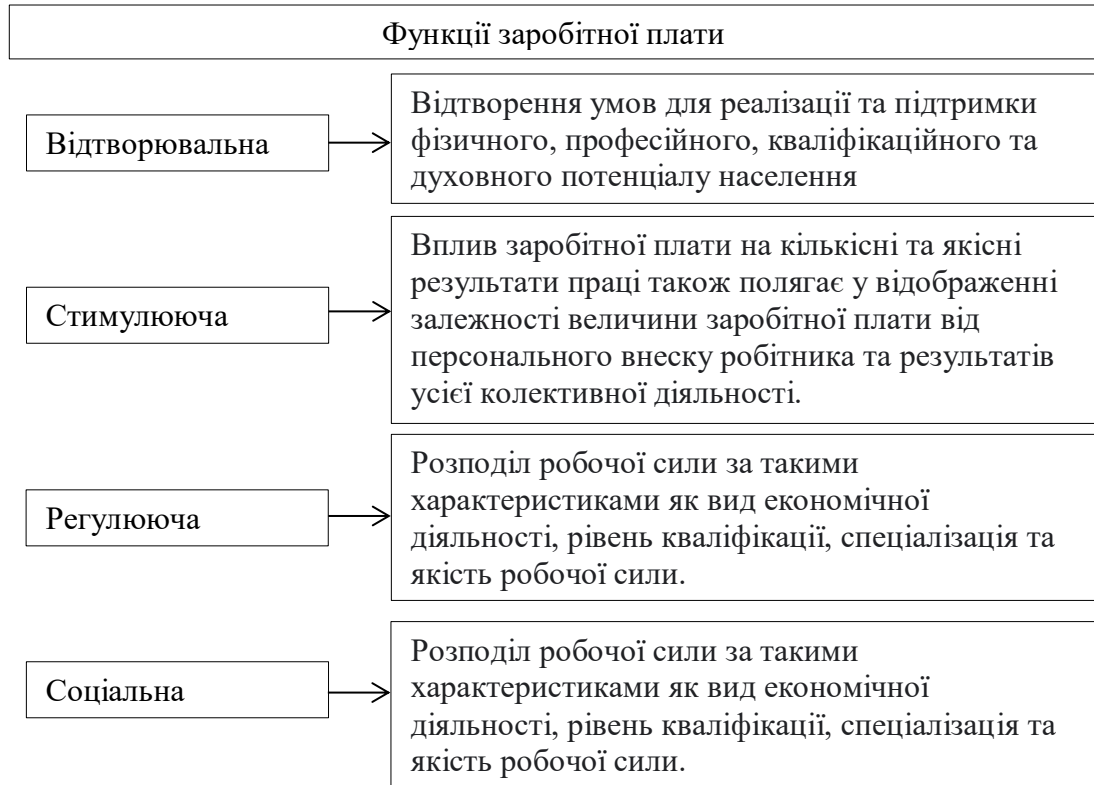 Функції заробітної плати
Відтворювальна
Відтворення умов для реалізації та підтримки
фізичного, професійного, кваліфікаційного та
духовного потенціалу населення
Стимулююча
Вплив заробітної плати на кількісні та якісні
результати праці також полягає у відображенні
залежності величини заробітної плати від
персонального внеску робітника та результатів
усієї колективної діяльності.
Регулююча
Розподіл робочої сили за такими
характеристиками як вид економічної
діяльності, рівень кваліфікації, спеціалізація та
якість робочої сили.
Соціальна
Розподіл робочої сили за такими
характеристиками як вид економічної
діяльності, рівень кваліфікації, спеціалізація та
якість робочої сили.